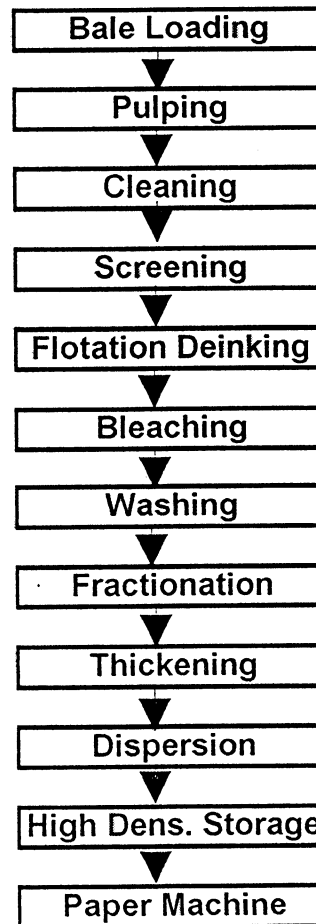 Bale Loading
Pulping
Cleaning
Screening
Flotation Deinking
Bleaching
Washing
Fractionation
Thickening
Dispersion
High Dens. Storage
Paper Machine